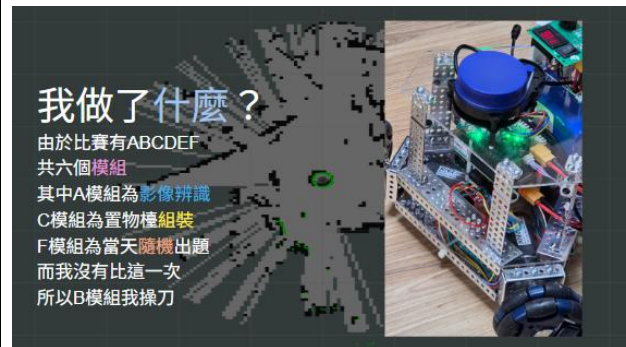 我做了什麼？
由於比賽有ABCDEF
共六個模組
其中A模組為影像辨識
C模組為置物檯組裝
F模組為當天隨機出題
而我沒有比這一次
所以B模組我操刀